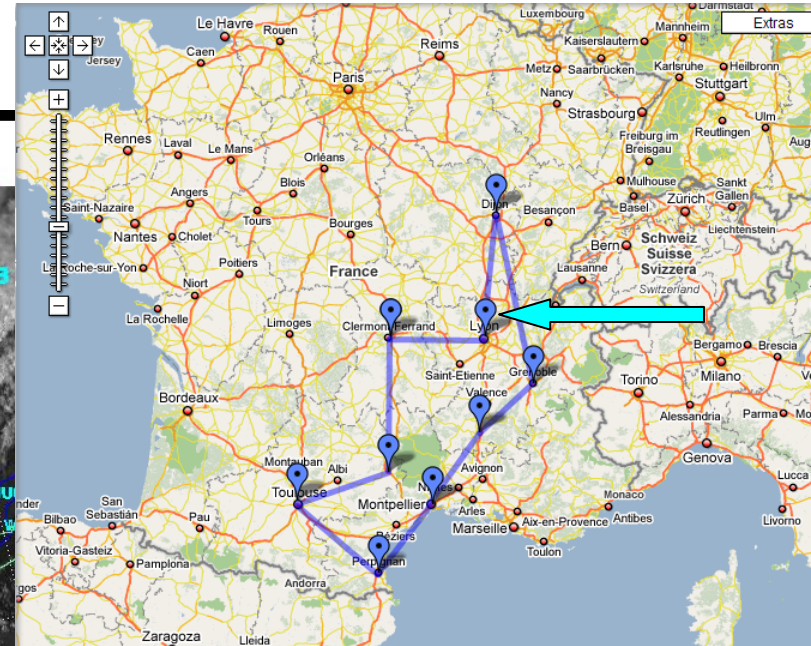 Darmstadt
Luxembourg
Mannheim
Extras
Le Havre
Rouen
Kaiserslautern
Jersey
Caen
Reims
Metz
Saarbrücken
Karlsruhe
Heilbronn
Paris
Nancy
Stuttgart
Strasbourg
Ulm
Rennes
Laval
Le Mans
Freiburg im
Breisgau
Reutlingen
Orléans
Mulhouse
Sankt
Gallen
Angers
Blois
Zürich
Saint-Nazaire
Dijon
Basel
Tours
Besançon
Nantes
Cholet
Bourges
Bern
Schweiz
Suisse
Svizzera
Liechtenstein
La Roche-sur-Yon
Poitiers
France
Lausanne
Switzerland
Niort
La Rochelle
Limoges
Clermont-Ferrand
Lyon
Bergamo
Brescia
Saint-Etienne
Grenoble
Torino
Milano
Valence
Bordeaux
Alessandria
Parma
Mo
Genova
Montauban
Albi
Avignon
Toulouse
Nîmes
Lucca
San
Sebastián
Montpellier
Arles
Monaco
Bilbao
Pau
Béziers
Marseille
Aix-en-Provence
Antibes
Livorno
Vitoria-Gasteiz
Toulon
Pamplona
Perpignan
Andorra
Zaragoza
Lleida